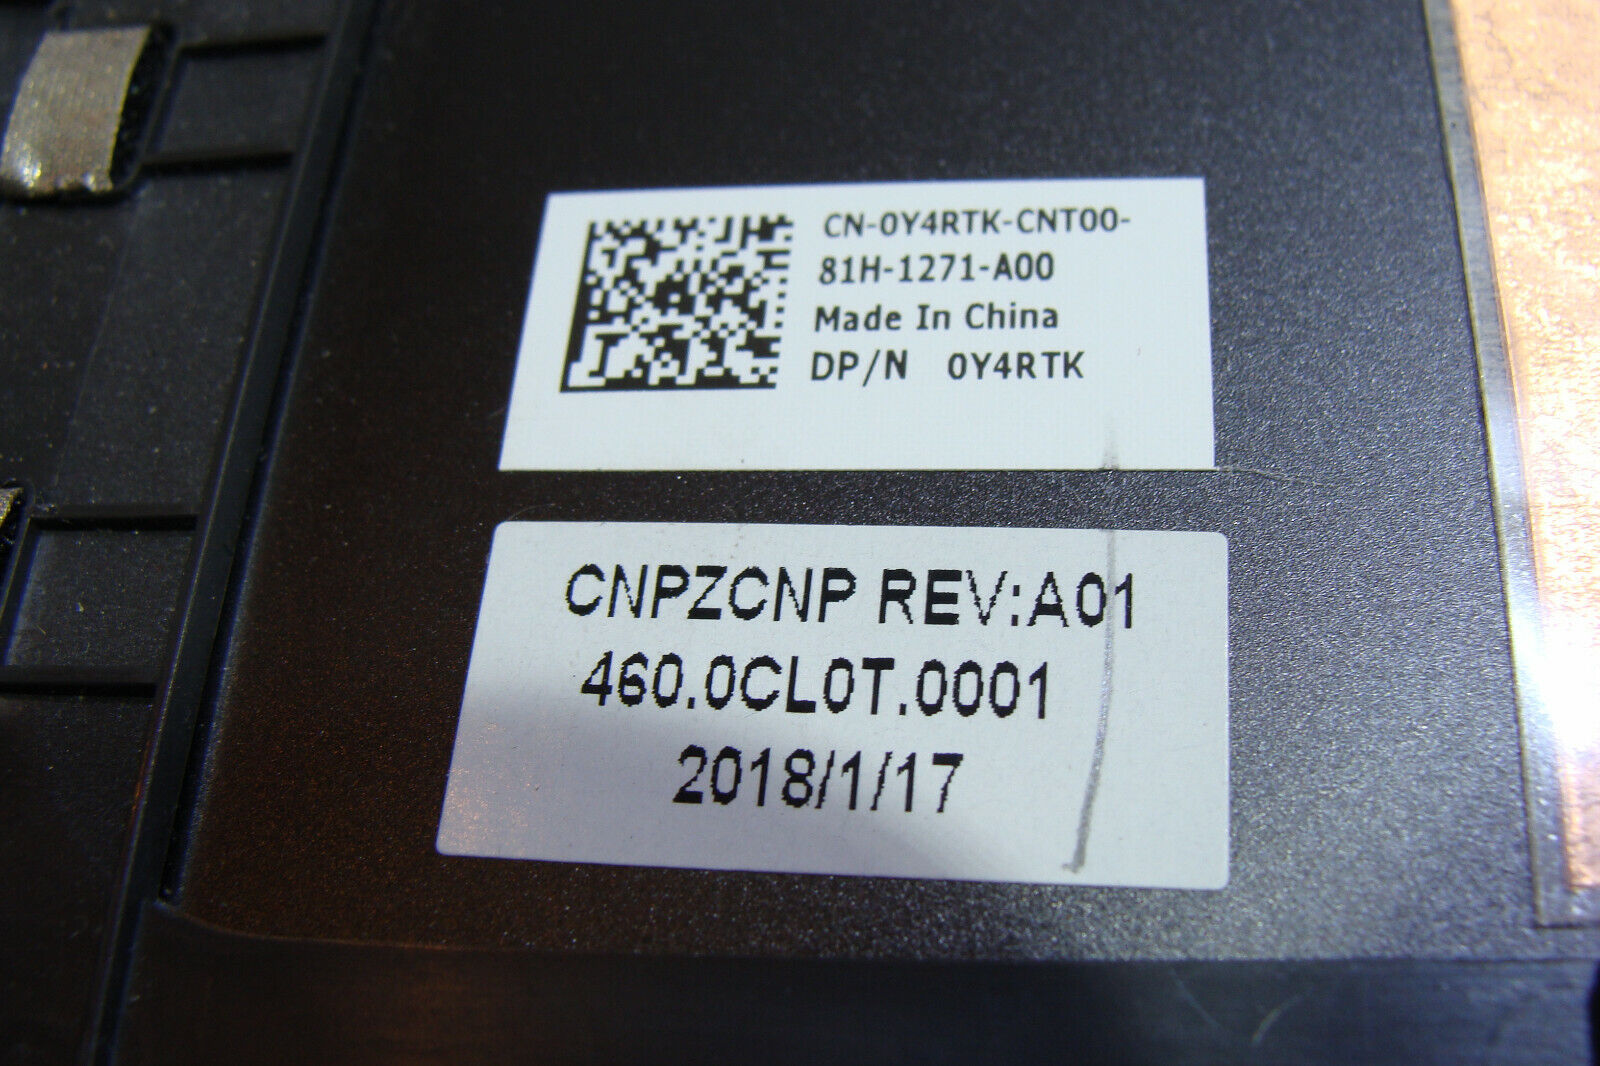 CN-0Y4RTK-CNT00-
81H-1271-A00
Made In China
DP/N 0Y4RTK
CNPZCNP REV:A01
460.0CL0T.0001
2018/1/17